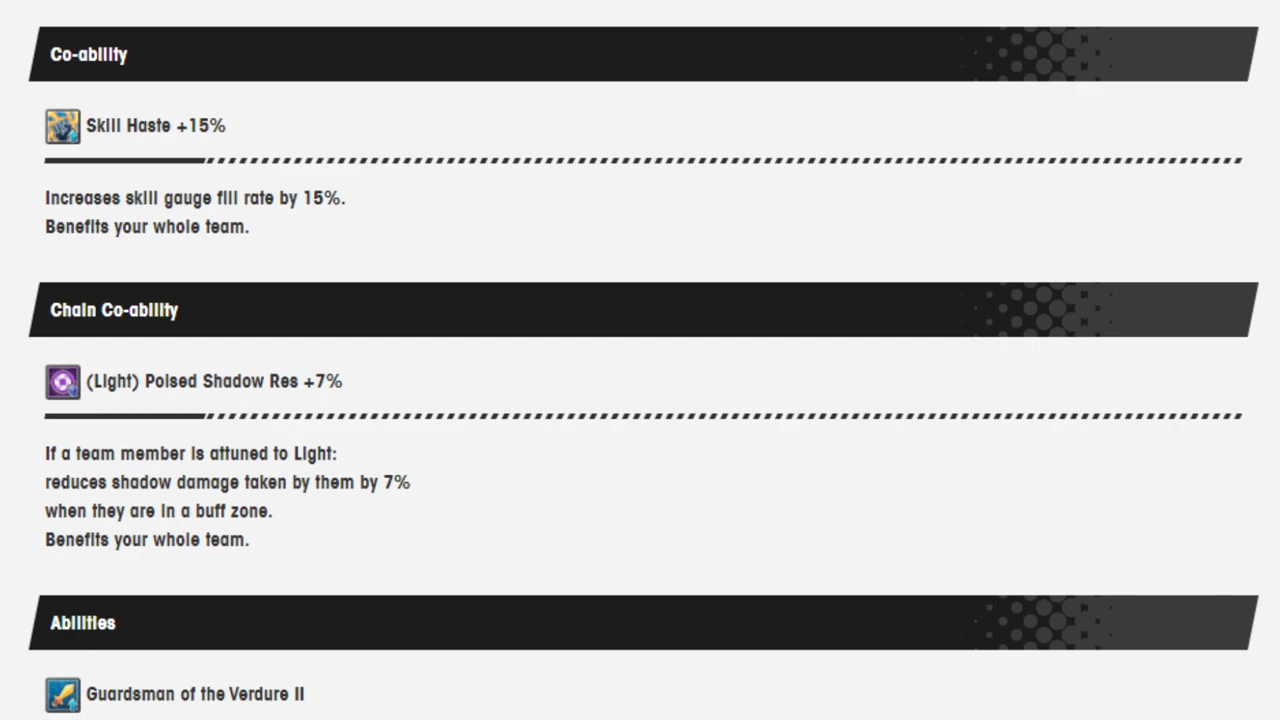 Co-ability
Skill Haste +15%
Increases skill gauge fill rate by 15%.
Benefits your whole team.
Chain Co-ability
(Light) Poised Shadow Res +7%
If a team member is attuned to Light:
reduces shadow damage taken by them by 7%
when they are in a buff zone.
Benefits your whole team.
Abilities
Guardsman of the Verdure II